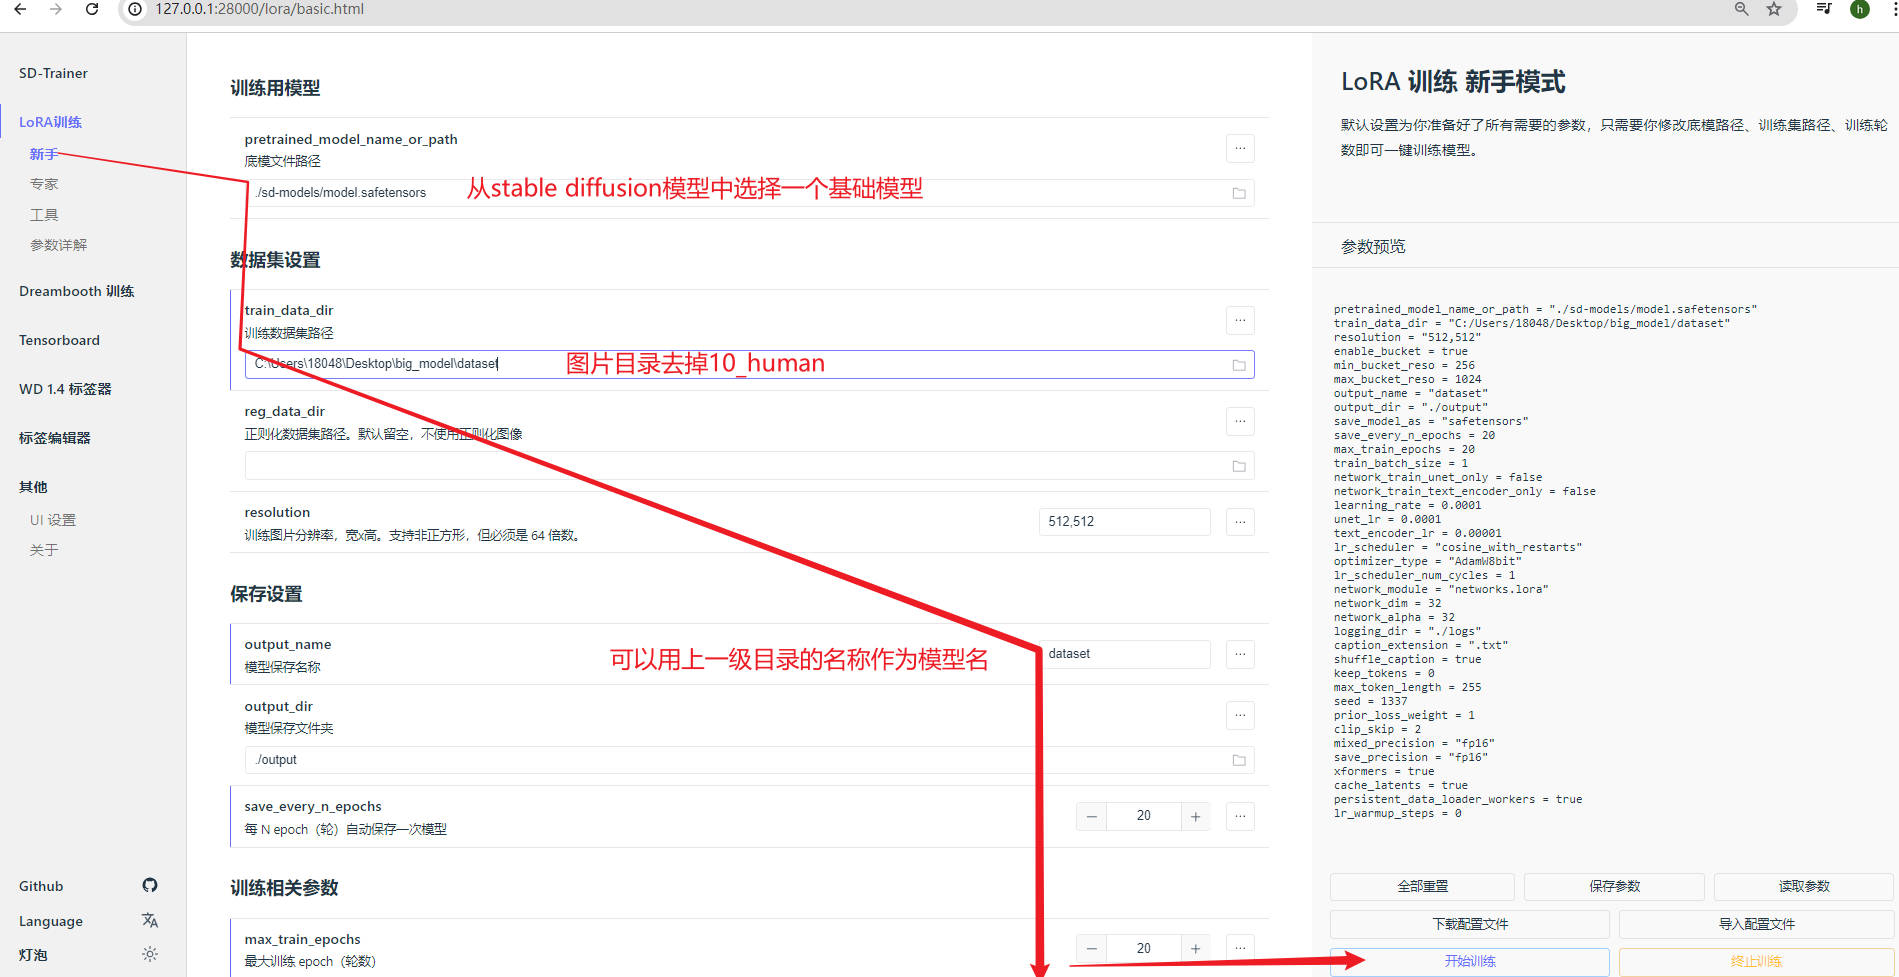 127.0.0.1:28000/lora/basic.html
h
SD-Trainer
LoRA训练
新手
专家
工具
参数详解
Dreambooth 训练
Tensorboard
WD 1.4 标签器
标签编辑器
其他
UI 设置
关于
Github
Language
灯泡
训练用模型
pretrained_model_name_or_path
底模文件路径
./sd-models/model.safetensors
从stable diffusion模型中选择一个基础模型
数据集设置
train_data_dir
训练数据集路径
C:\Users\18048\Desktop\big_model\dataset
图片目录去掉10_human
reg_data_dir
正则化数据集路径。默认留空，不使用正则化图像
resolution
训练图片分辨率，宽x高。支持非正方形，但必须是 64 倍数。
512,512
保存设置
output_name
模型保存名称
可以用上一级目录的名称作为模型名
dataset
output_dir
模型保存文件夹
./output
save_every_n_epochs
每 N epoch（轮）自动保存一次模型
20
训练相关参数
max_train_epochs
最大训练 epoch（轮数）
20
LoRA 训练 新手模式
默认设置为你准备好了所有需要的参数，只需要你修改底模路径、训练集路径、训练轮
数即可一键训练模型。
参数预览
pretrained_model_name_or_path = "./sd-models/model.safetensors"
train_data_dir = "C:/Users/18048/Desktop/big_model/dataset"
resolution = "512,512"
enable_bucket = true
min_bucket_reso = 256
max_bucket_reso = 1024
output_name = "dataset"
output_dir = "./output"
save_model_as = "safetensors"
save_every_n_epochs = 20
max_train_epochs = 20
train_batch_size = 1
network_train_unet_only = false
network_train_text_encoder_only = false
learning_rate = 0.0001
unet_lr = 0.0001
text_encoder_lr = 0.00001
lr_scheduler = "cosine_with_restarts"
optimizer_type = "AdamW8bit"
lr_scheduler_num_cycles = 1
network_module = "networks.lora"
network_dim = 32
network_alpha = 32
logging_dir = "./logs"
caption_extension = ".txt"
shuffle_caption = true
keep_tokens = 0
max_token_length = 255
seed = 1337
prior_loss_weight = 1
clip_skip = 2
mixed_precision = "fp16"
save_precision = "fp16"
xformers = true
cache_latents = true
persistent_data_loader_workers = true
lr_warmup_steps = 0
全部重置
保存参数
读取参数
下载配置文件
导入配置文件
开始训练
终止训练